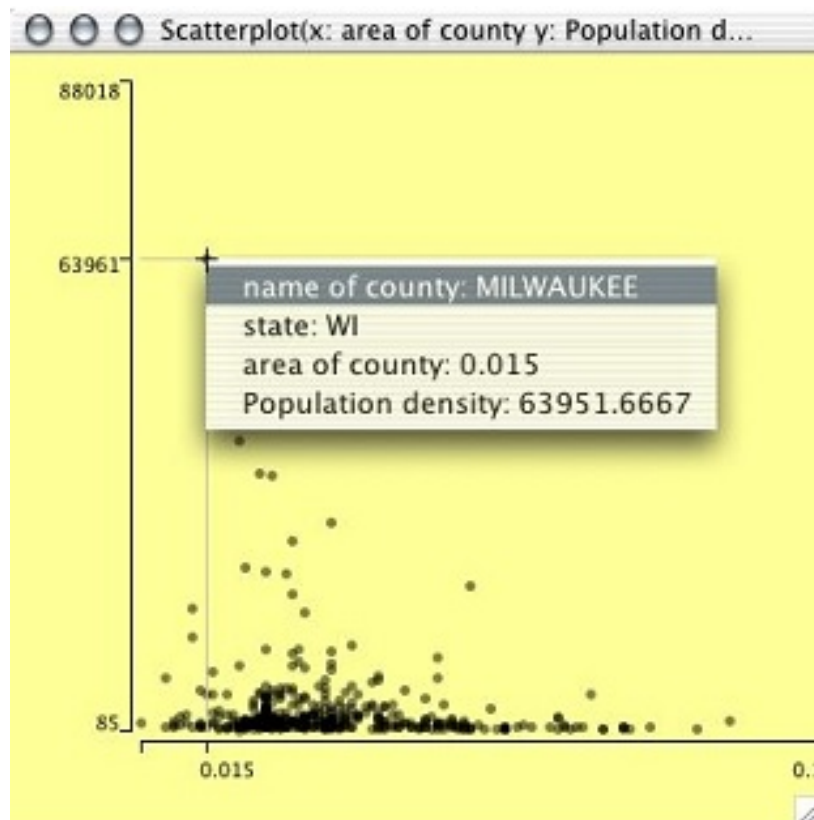 Scatterplot(x: area of county y: Population d...
88018
63961
name of county: MILWAUKEE
state: WI
area of county: 0.015
Population density: 63951.6667
85
0.015
0.